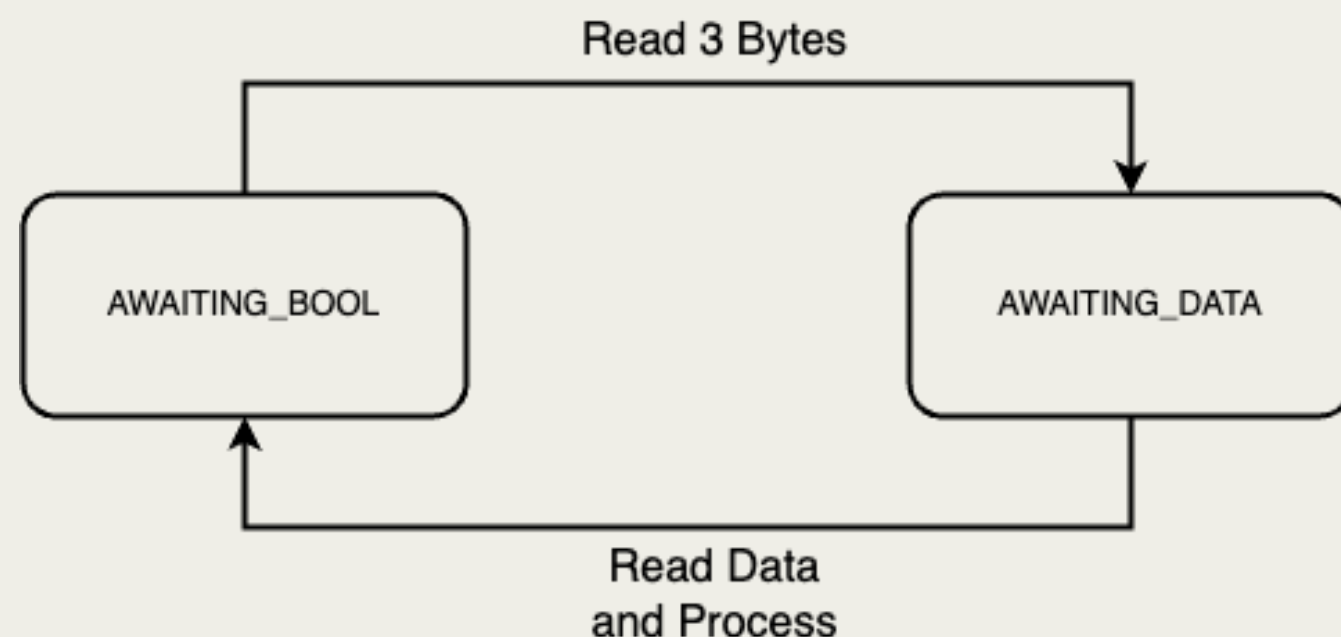 Read 3 Bytes
AWAITING_BOOL
AWAITING_DATA
Read Data
and Process